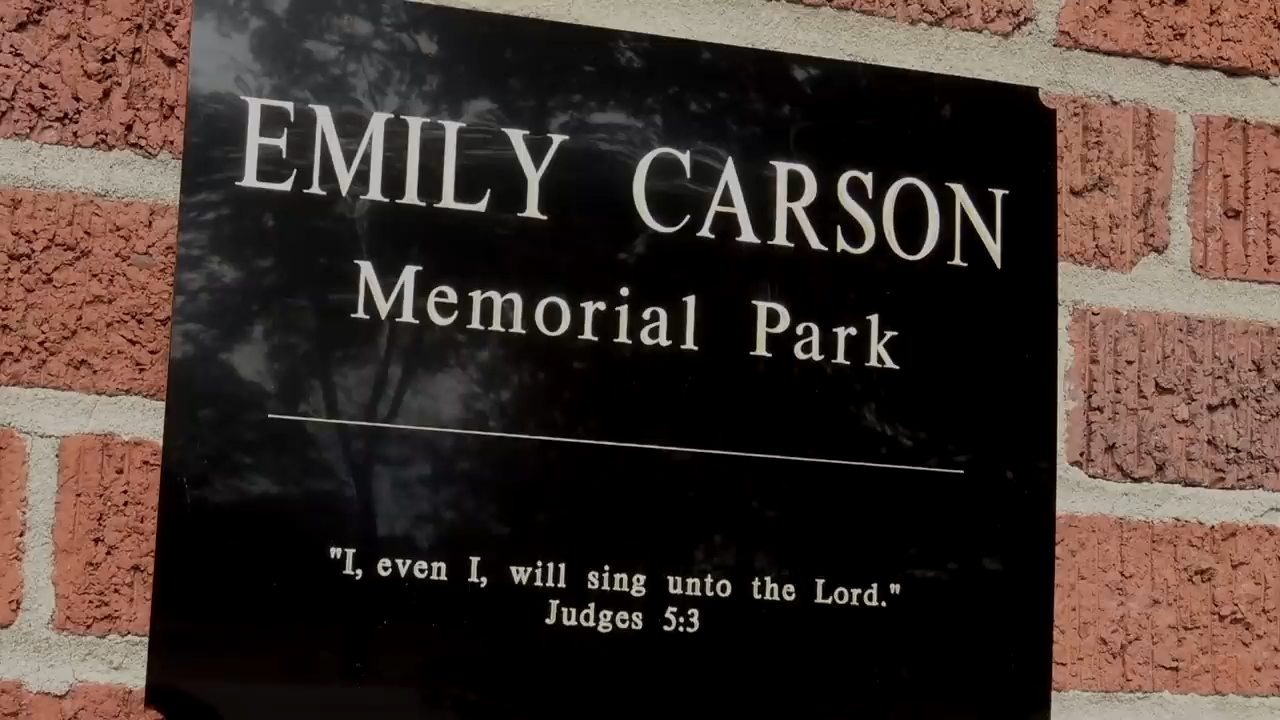 EMILY CARSON
Memorial Park
"I, even I, will sing unto the Lord."
Judges 5:3